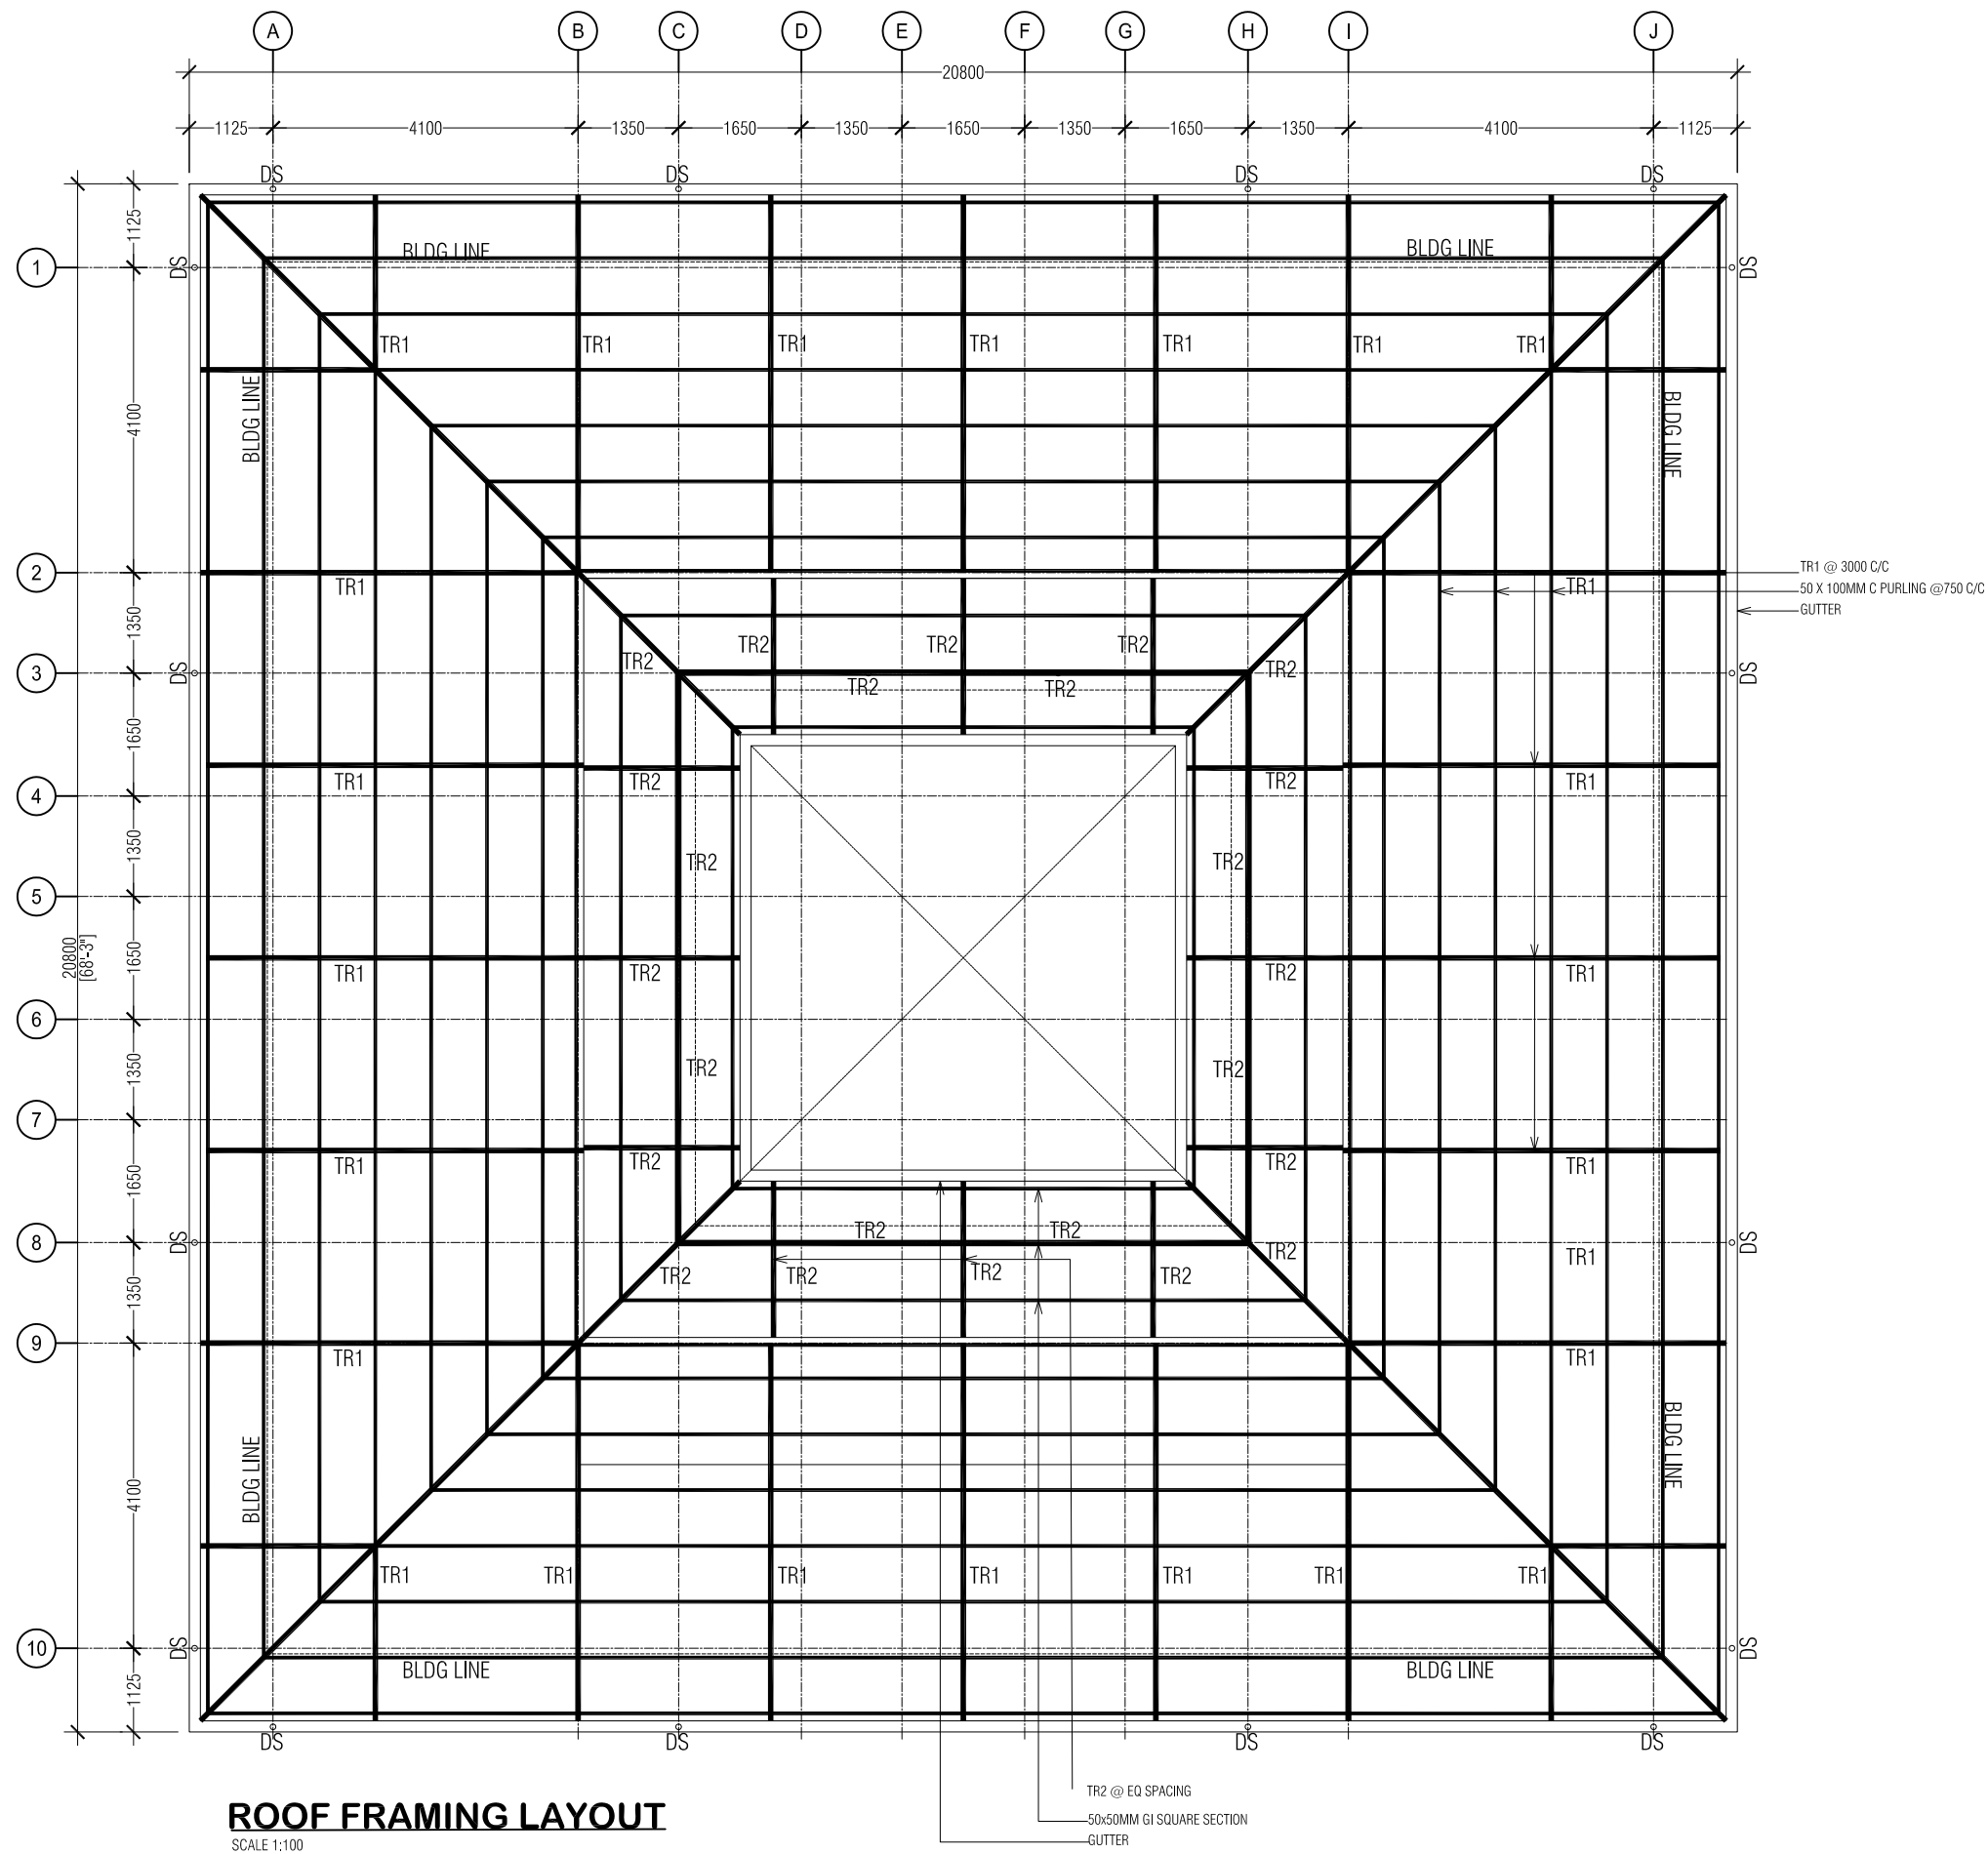 A B C D E F G H I J
20800
1125 4100 1350 1650 1350 1650 1350 1650 1350 4100 1125
DS DS DS DS
1125
BLDG LINE BLDG LINE
1 DS DS
TR1 TR1 TR1 TR1 TR1 TR1 TR1
4100 BLDG LINE BLDG LINE
TR1 @ 3000 C/C
2 TR1 TR1 50 X 100MM C PURLING @750 C/C
GUTTER
1350 TR2 TR2 TR2
TR2 TR2
3 DS DS
TR2 TR2
1650
TR1 TR2 TR2 TR1
4
1350 TR2 TR2
5
20800
[68'-3"]
1650 TR1 TR2 TR2 TR1
6
1350 TR2 TR2
7
TR1 TR2 TR2 TR1
1650
TR2 TR2
8 DS TR2 TR1 DS
TR2 TR2 TR2 TR2
1350
9 TR1 TR1
BLDG LINE BLDG LINE
4100
TR1 TR1 TR1 TR1 TR1 TR1 TR1
10 DS DS
BLDG LINE BLDG LINE
1125
DS DS DS DS
TR2 @ EQ SPACING
50x50MM GI SQUARE SECTION
GUTTER
ROOF FRAMING LAYOUT
SCALE 1:100